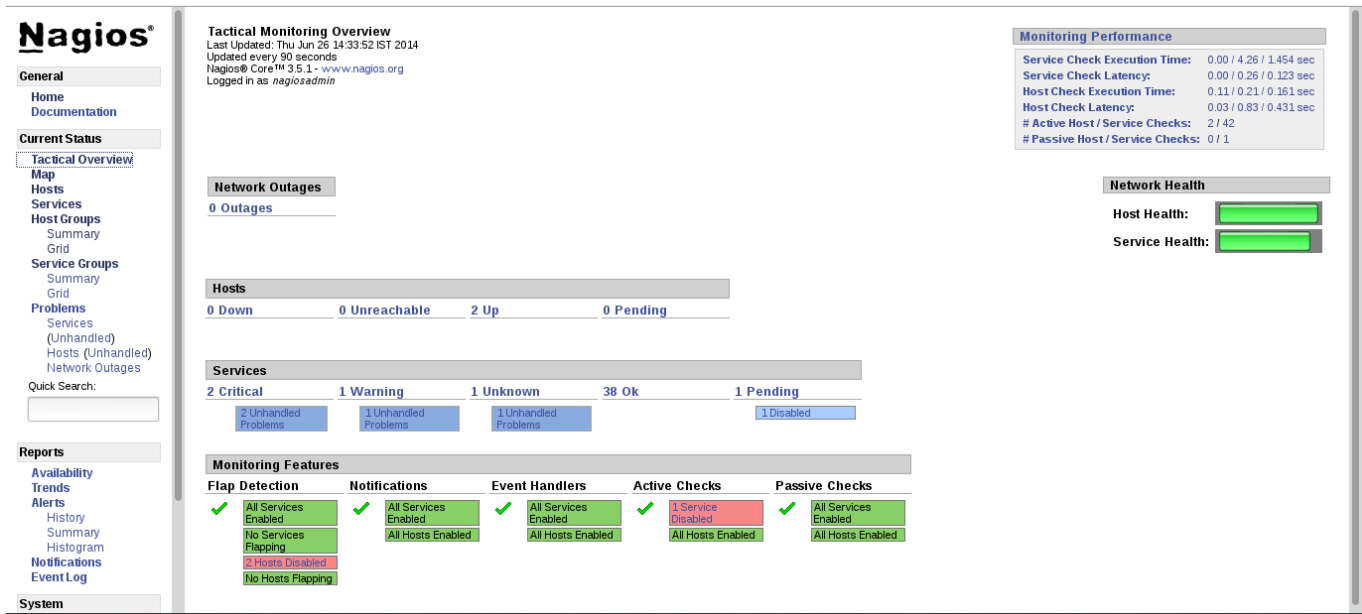 Nagios®
General
Home
Documentation
Current Status
Tactical Overview
Map
Hosts
Services
Host Groups
Summary
Grid
Service Groups
Summary
Grid
Problems
Services
(Unhandled)
Hosts (Unhandled)
Network Outages
Quick Search:
Reports
Availability
Trends
Alerts
History
Summary
Histogram
Notifications
Event Log
System
Tactical Monitoring Overview
Last Updated: Thu Jun 26 14:33:52 IST 2014
Updated every 90 seconds
Nagios® Core™ 3.5.1 - www.nagios.org
Logged in as nagiosadmin
Monitoring Performance
Service Check Execution Time: 0.00 / 4.26 / 1.454 sec
Service Check Latency: 0.00 / 0.26 / 0.123 sec
Host Check Execution Time: 0.11 / 0.21 / 0.161 sec
Host Check Latency: 0.03 / 0.83 / 0.431 sec
# Active Host / Service Checks: 2 / 42
# Passive Host / Service Checks: 0 / 1
Network Outages
0 Outages
Network Health
Host Health:
Service Health:
Hosts
0 Down 0 Unreachable 2 Up 0 Pending
Services
2 Critical 1 Warning 1 Unknown 38 Ok 1 Pending
2 Unhandled Problems
1 Unhandled Problems
1 Unhandled Problems
1 Disabled
Monitoring Features
Flap Detection Notifications Event Handlers Active Checks Passive Checks
All Services Enabled
No Services Flapping
2 Hosts Disabled
No Hosts Flapping
All Services Enabled
All Hosts Enabled
All Services Enabled
All Hosts Enabled
1 Service Disabled
All Hosts Enabled
All Services Enabled
All Hosts Enabled